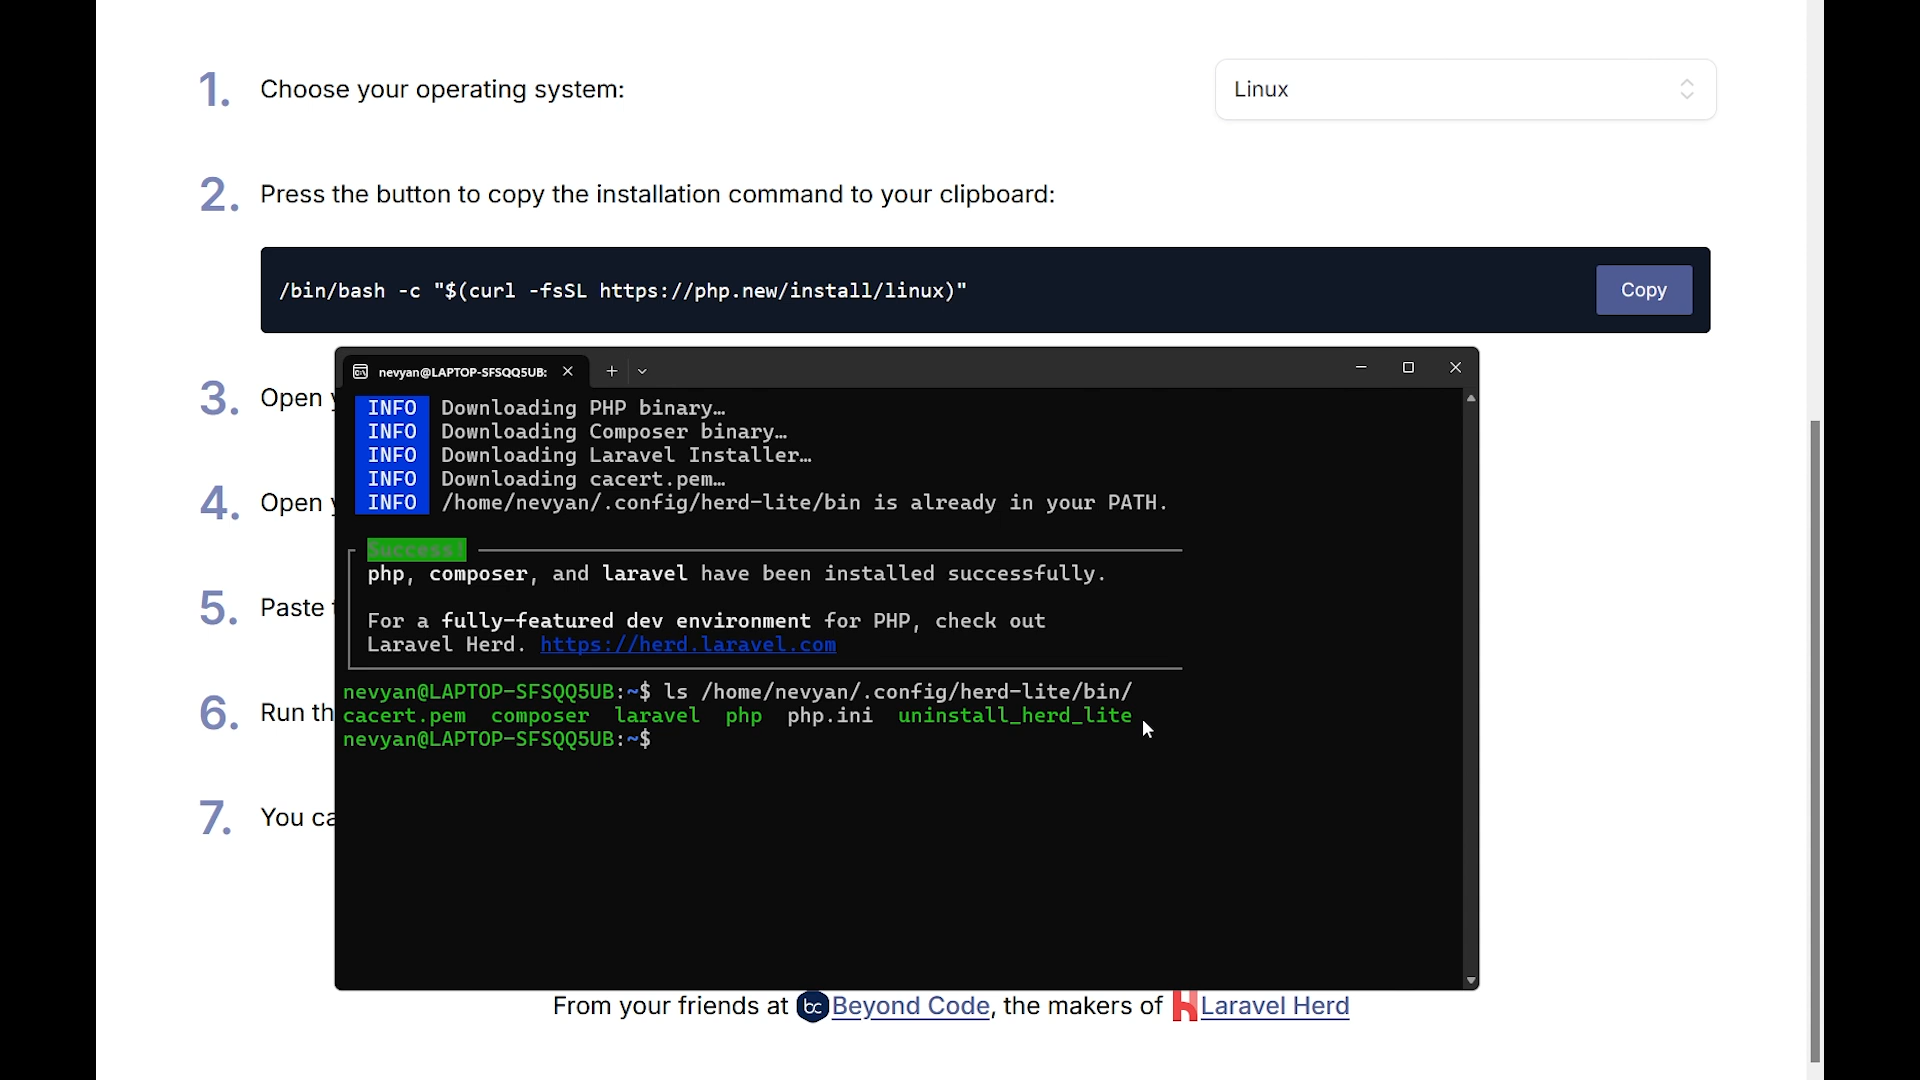 1. Choose your operating system:
Linux
2. Press the button to copy the installation command to your clipboard:
/bin/bash -c "$(curl -fsSL https://php.new/install/linux)"
Copy
3. Open
4. Open
5. Paste
6. Run th
7. You ca
nevyan@LAPTOP-SFSQQ5UB:
INFO Downloading PHP binary…
INFO Downloading Composer binary…
INFO Downloading Laravel Installer…
INFO Downloading cacert.pem…
INFO /home/nevyan/.config/herd-lite/bin is already in your PATH.
Success!
php, composer, and laravel have been installed successfully.
For a fully-featured dev environment for PHP, check out
Laravel Herd. https://herd.laravel.com
nevyan@LAPTOP-SFSQQ5UB:~$ ls /home/nevyan/.config/herd-lite/bin/
cacert.pem composer laravel php php.ini uninstall_herd_lite
nevyan@LAPTOP-SFSQQ5UB:~$
From your friends at bc Beyond Code, the makers of Laravel Herd